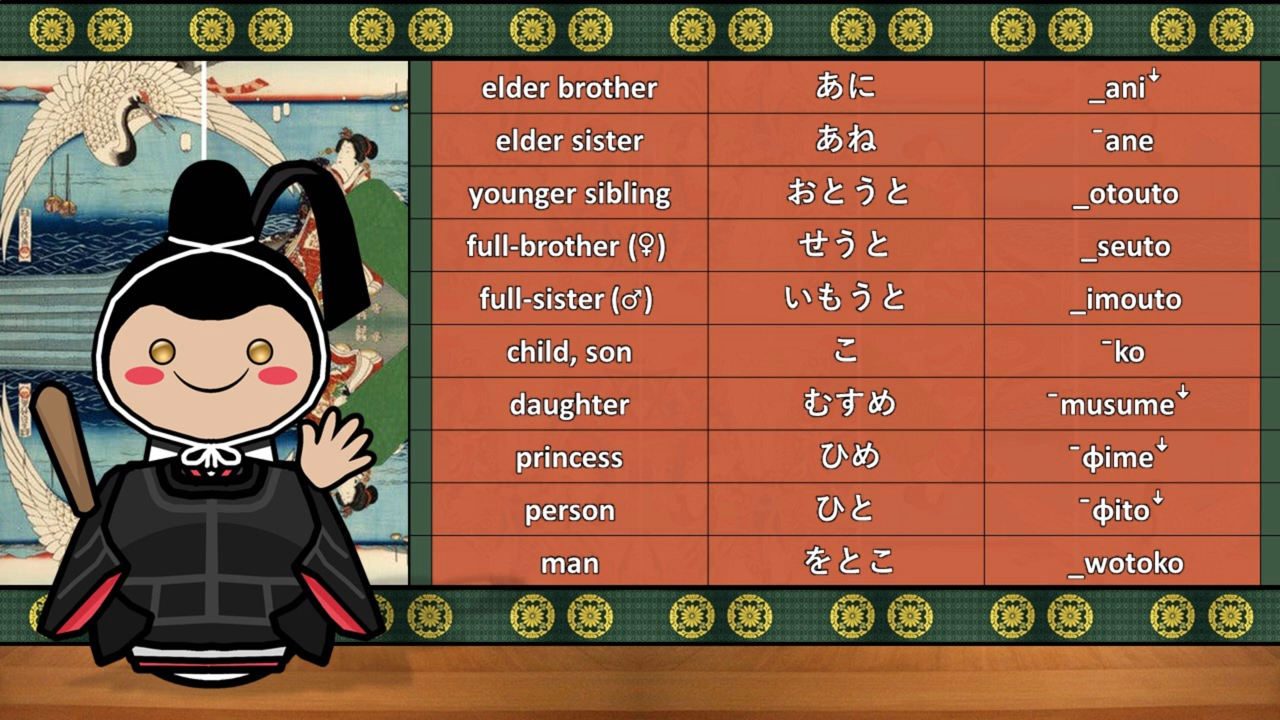 elder brother あに _ani↓
elder sister あね ¯ane
younger sibling おとうと _otouto
full-brother (♀) せうと _seuto
full-sister (♂) いもうと _imouto
child, son こ ¯ko
daughter むすめ ¯musume↓
princess ひめ ¯ɸime↓
person ひと ¯ɸito↓
man をとこ _wotoko